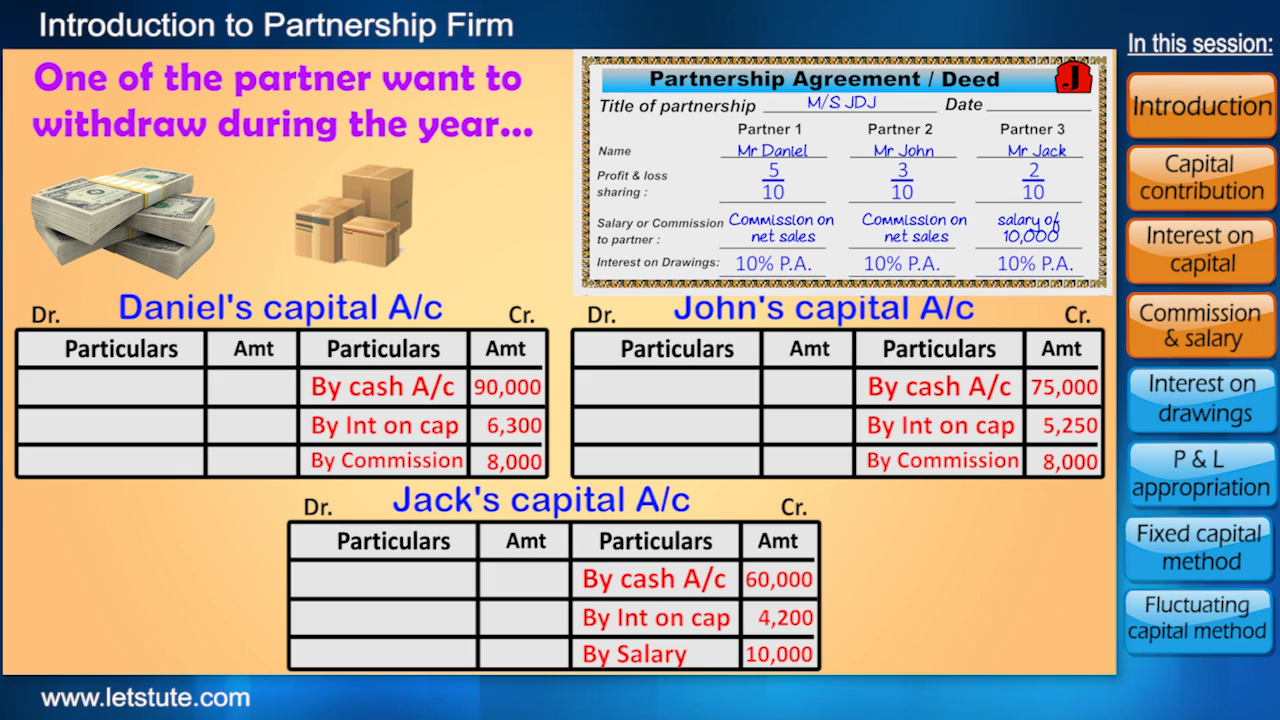 Introduction to Partnership Firm
One of the partner want to
withdraw during the year...
Partnership Agreement / Deed
J
Title of partnership M/S JDJ Date
Partner 1 Partner 2 Partner 3
Name Mr Daniel Mr John Mr Jack
Profit & loss
sharing :
5/10 3/10 2/10
Salary or Commission
to partner :
Commission on
net sales
Commission on
net sales
salary of
10,000
Interest on Drawings: 10% P.A. 10% P.A. 10% P.A.
Dr. Daniel's capital A/c Cr.
Particulars Amt Particulars Amt
By cash A/c 90,000
By Int on cap 6,300
By Commission 8,000
Dr. John's capital A/c Cr.
Particulars Amt Particulars Amt
By cash A/c 75,000
By Int on cap 5,250
By Commission 8,000
Dr. Jack's capital A/c Cr.
Particulars Amt Particulars Amt
By cash A/c 60,000
By Int on cap 4,200
By Salary 10,000
In this session:
Introduction
Capital
contribution
Interest on
capital
Commission
& salary
Interest on
drawings
P & L
appropriation
Fixed capital
method
Fluctuating
capital method
www.letstute.com